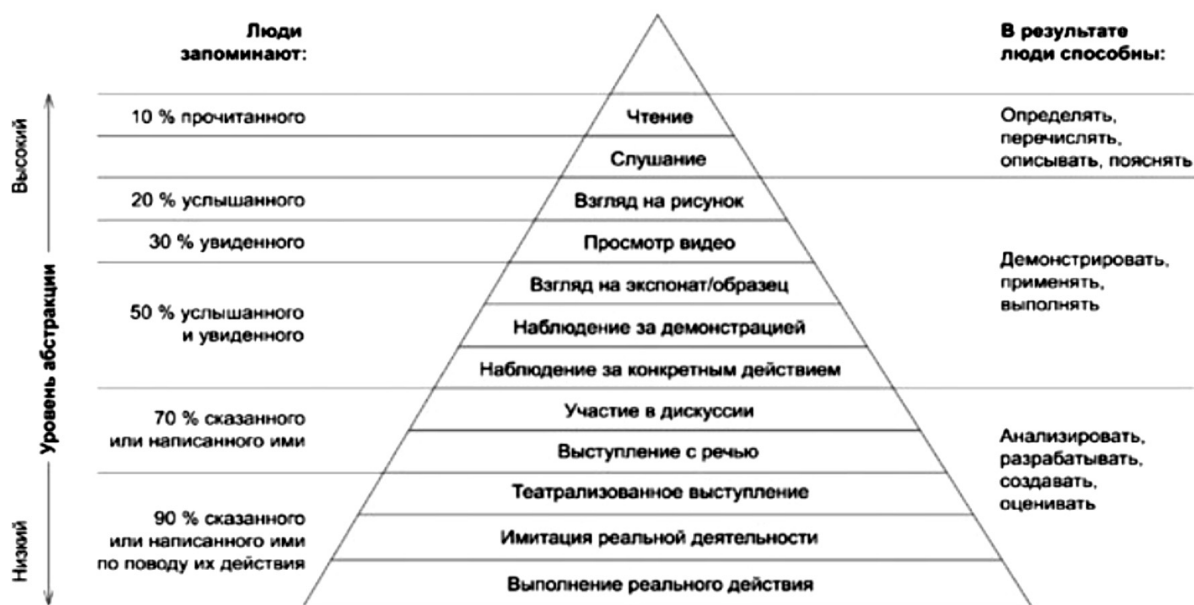 Люди
запоминают:
В результате
люди способны:
Высокий
Уровень абстракции
Низкий
10 % прочитанного
20 % услышанного
30 % увиденного
50 % услышанного
и увиденного
70 % сказанного
или написанного ими
90 % сказанного
или написанного ими
по поводу их действия
Чтение
Слушание
Взгляд на рисунок
Просмотр видео
Взгляд на экспонат/образец
Наблюдение за демонстрацией
Наблюдение за конкретным действием
Участие в дискуссии
Выступление с речью
Театрализованное выступление
Имитация реальной деятельности
Выполнение реального действия
Определять,
перечислять,
описывать, пояснять
Демонстрировать,
применять,
выполнять
Анализировать,
разрабатывать,
создавать,
оценивать